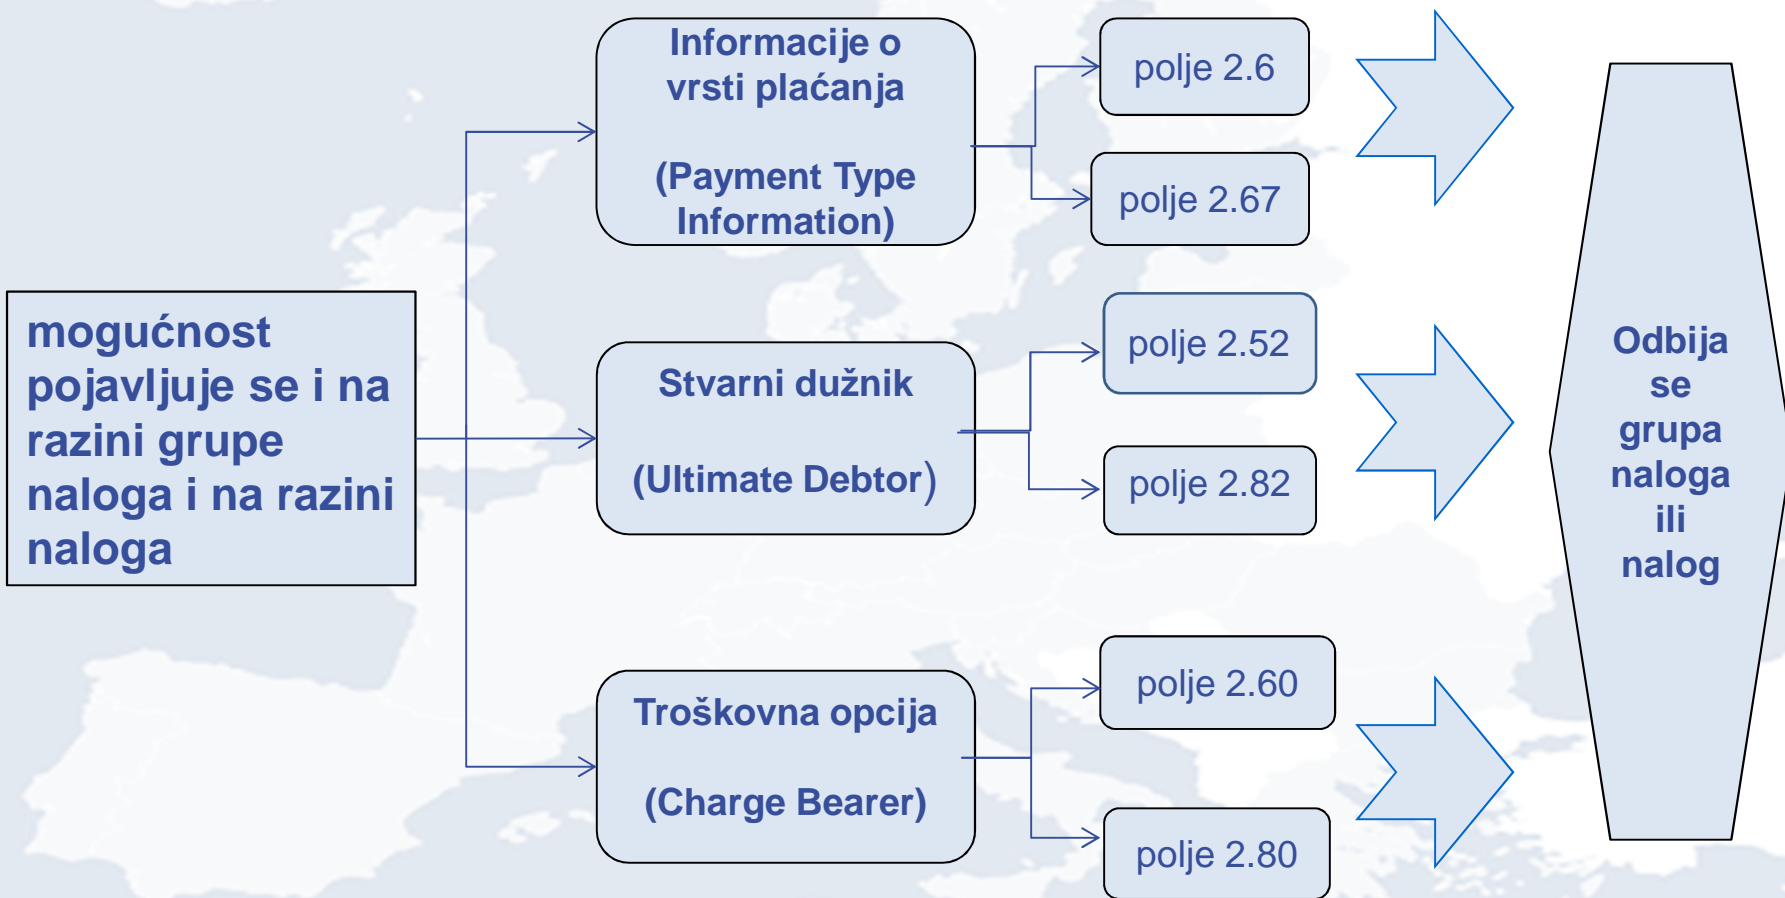 mogućnost
pojavljuje se i na
razini grupe
naloga i na razini
naloga
Informacije o
vrsti plaćanja
(Payment Type
Information)
polje 2.6
polje 2.67
Stvarni dužnik
(Ultimate Debtor)
polje 2.52
polje 2.82
Troškovna opcija
(Charge Bearer)
polje 2.60
polje 2.80
Odbija
se
grupa
naloga
ili
nalog